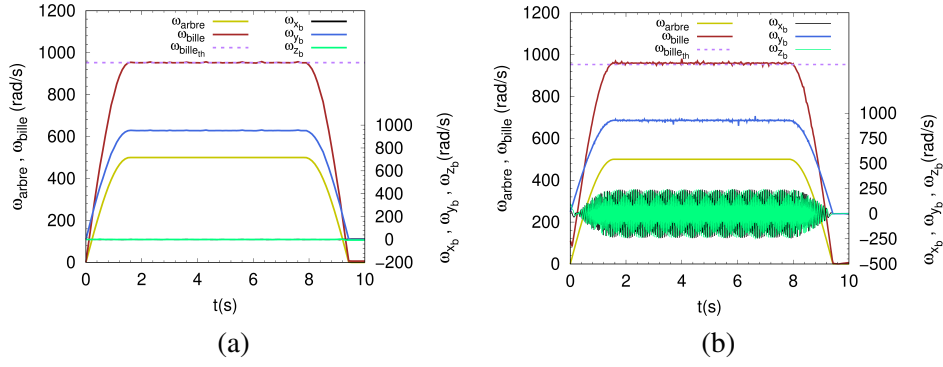 ω_arbre
ω_bille
ω_bille_th
ω_x_b
ω_y_b
ω_z_b
1200
1000
800
600
400
200
0
ω_arbre , ω_bille (rad/s)
1000
800
600
400
200
0
−200
ω_x_b , ω_y_b , ω_z_b (rad/s)
0 2 4 6 8 10
t(s)
(a)
ω_arbre
ω_bille
ω_bille_th
ω_x_b
ω_y_b
ω_z_b
1200
1000
800
600
400
200
0
ω_arbre , ω_bille (rad/s)
1000
750
500
250
0
−250
−500
ω_x_b , ω_y_b , ω_z_b (rad/s)
0 2 4 6 8 10
t(s)
(b)